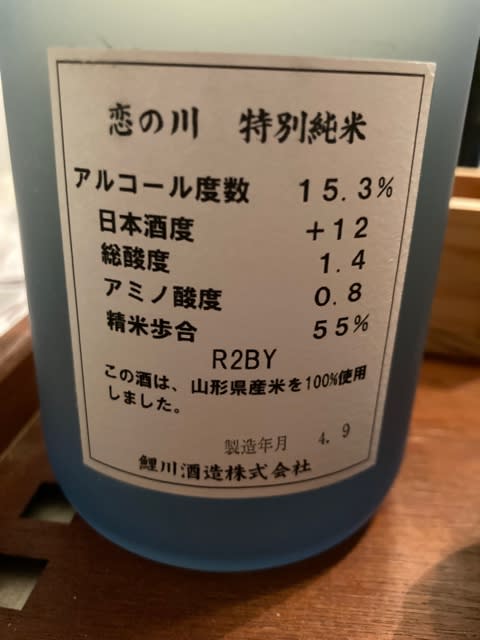 恋の川 特別純米
アルコール度数 15.3%
日本酒度 +12
総酸度 1.4
アミノ酸度 0.8
精米歩合 55%
R2BY
この酒は、山形県産米を100%使用
しました。
製造年月 4. 9
鯉川酒造株式会社